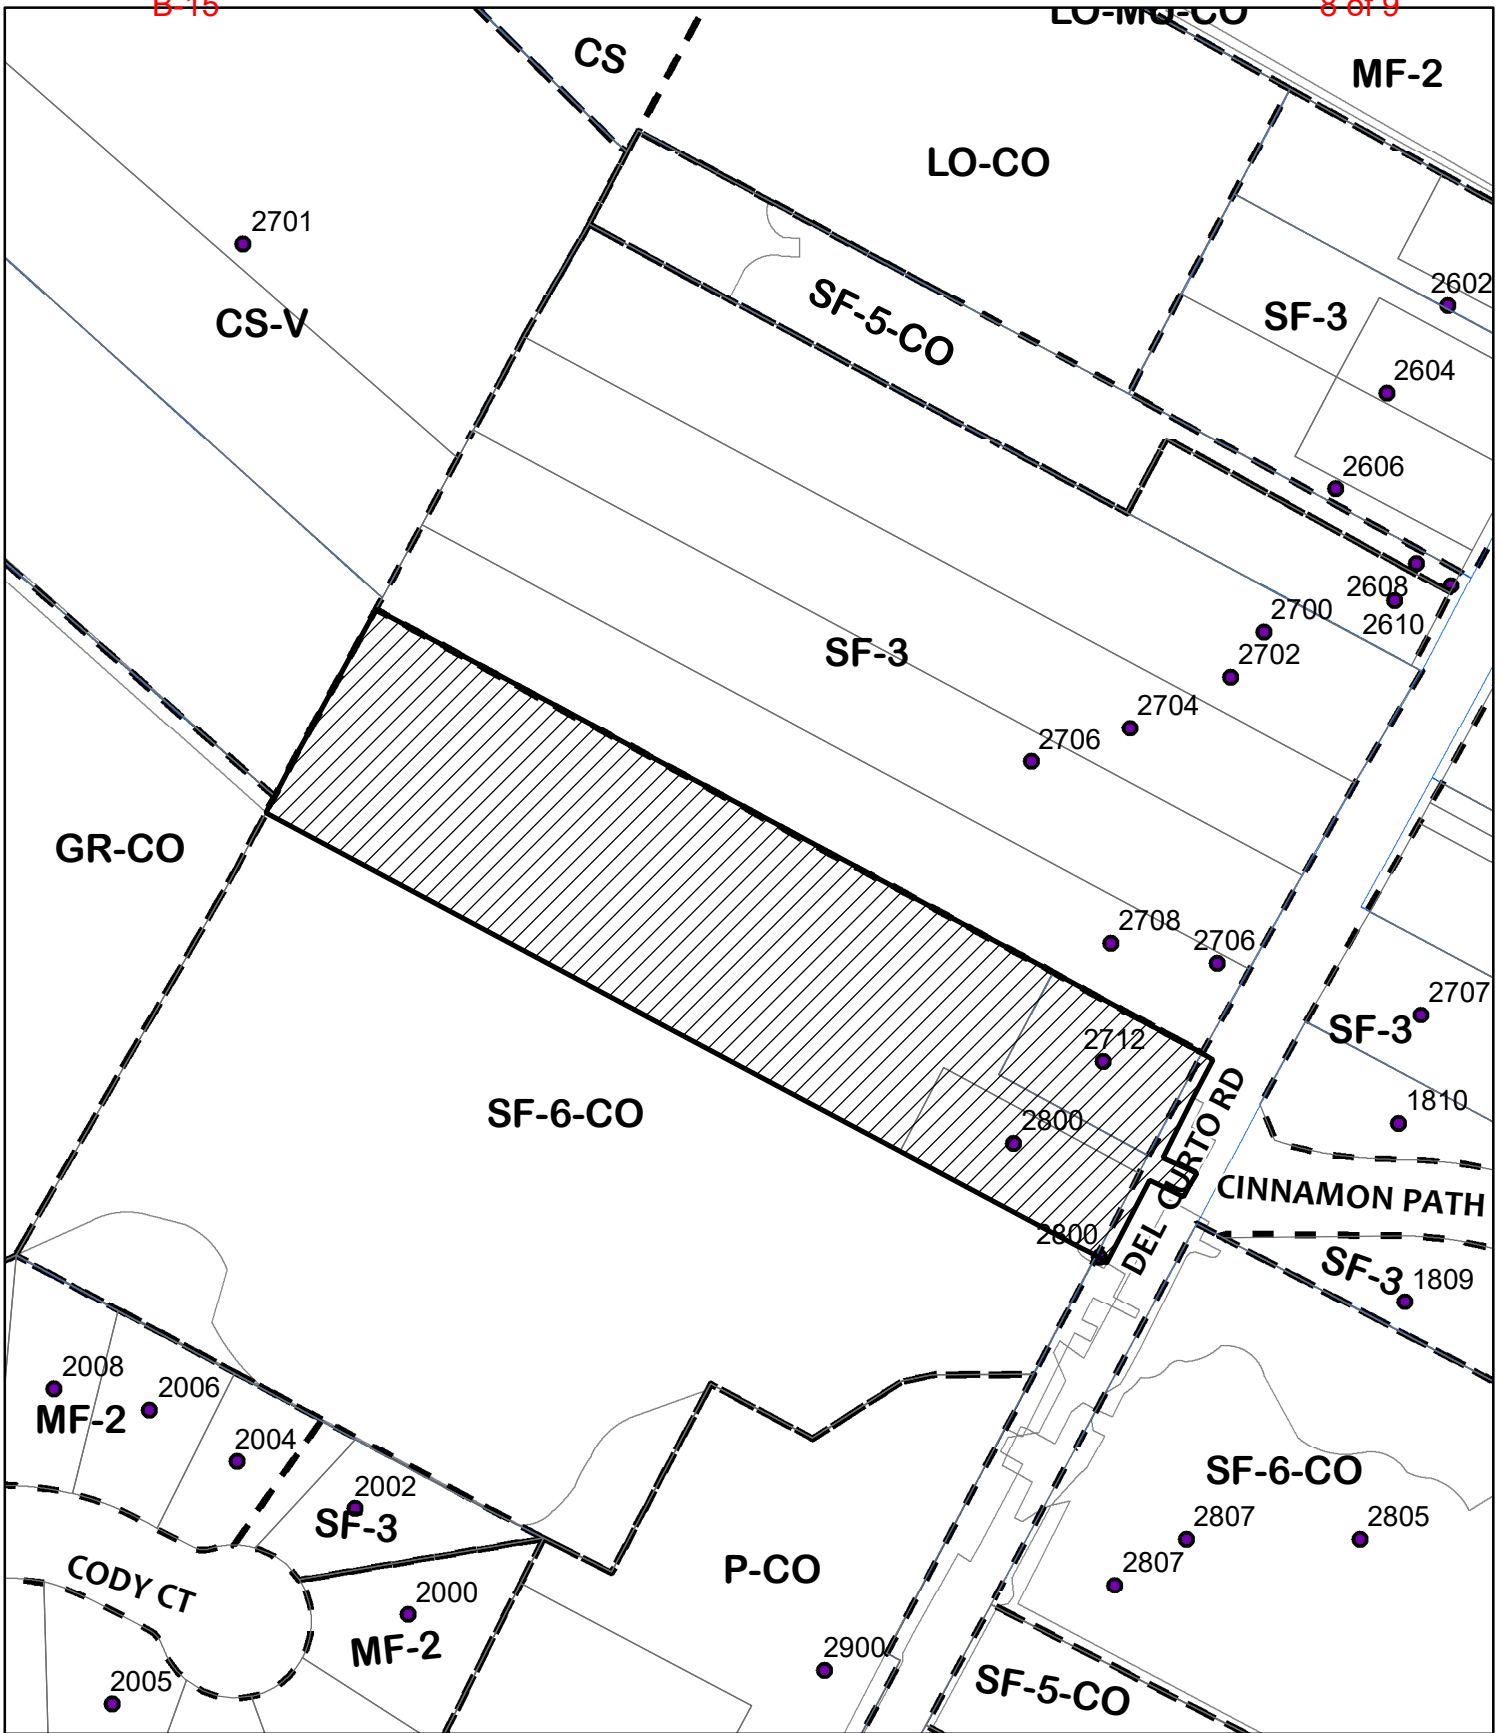 B-15
8 of 9
LO-MU-CO
CS
MF-2
LO-CO
2701
CS-V
SF-5-CO
SF-3
2602
2604
2606
2608
2610
2700
2702
SF-3
2704
2706
GR-CO
2708
2706
2707
SF-3
2712
1810
SF-6-CO
2800
DEL CURTO RD
CINNAMON PATH
2800
SF-3
1809
2008
2006
MF-2
2004
2002
SF-3
SF-6-CO
2807
2805
2807
P-CO
CODY CT
2000
MF-2
2900
2005
SF-5-CO